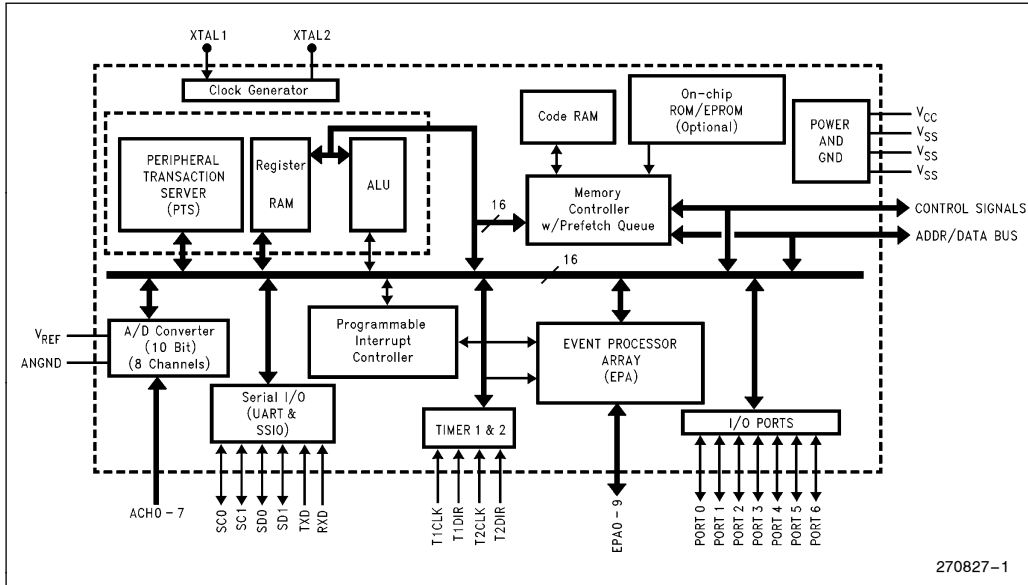 XTAL1
XTAL2
Clock Generator
PERIPHERAL
TRANSACTION
SERVER
(PTS)
Register
RAM
ALU
Code RAM
On-chip
ROM/EPROM
(Optional)
POWER
AND
GND
VCC
VSS
VSS
VSS
Memory
Controller
w/Prefetch Queue
16
CONTROL SIGNALS
ADDR/DATA BUS
16
VREF
ANGND
A/D Converter
(10 Bit)
(8 Channels)
Programmable
Interrupt
Controller
EVENT PROCESSOR
ARRAY
(EPA)
Serial I/O
(UART &
SSIO)
TIMER 1 & 2
I/O PORTS
ACH0-7
SC0
SC1
SD0
SD1
TXD
RXD
T1CLK
T1DIR
T2CLK
T2DIR
EPA0-9
PORT 0
PORT 1
PORT 2
PORT 3
PORT 4
PORT 5
PORT 6
270827-1